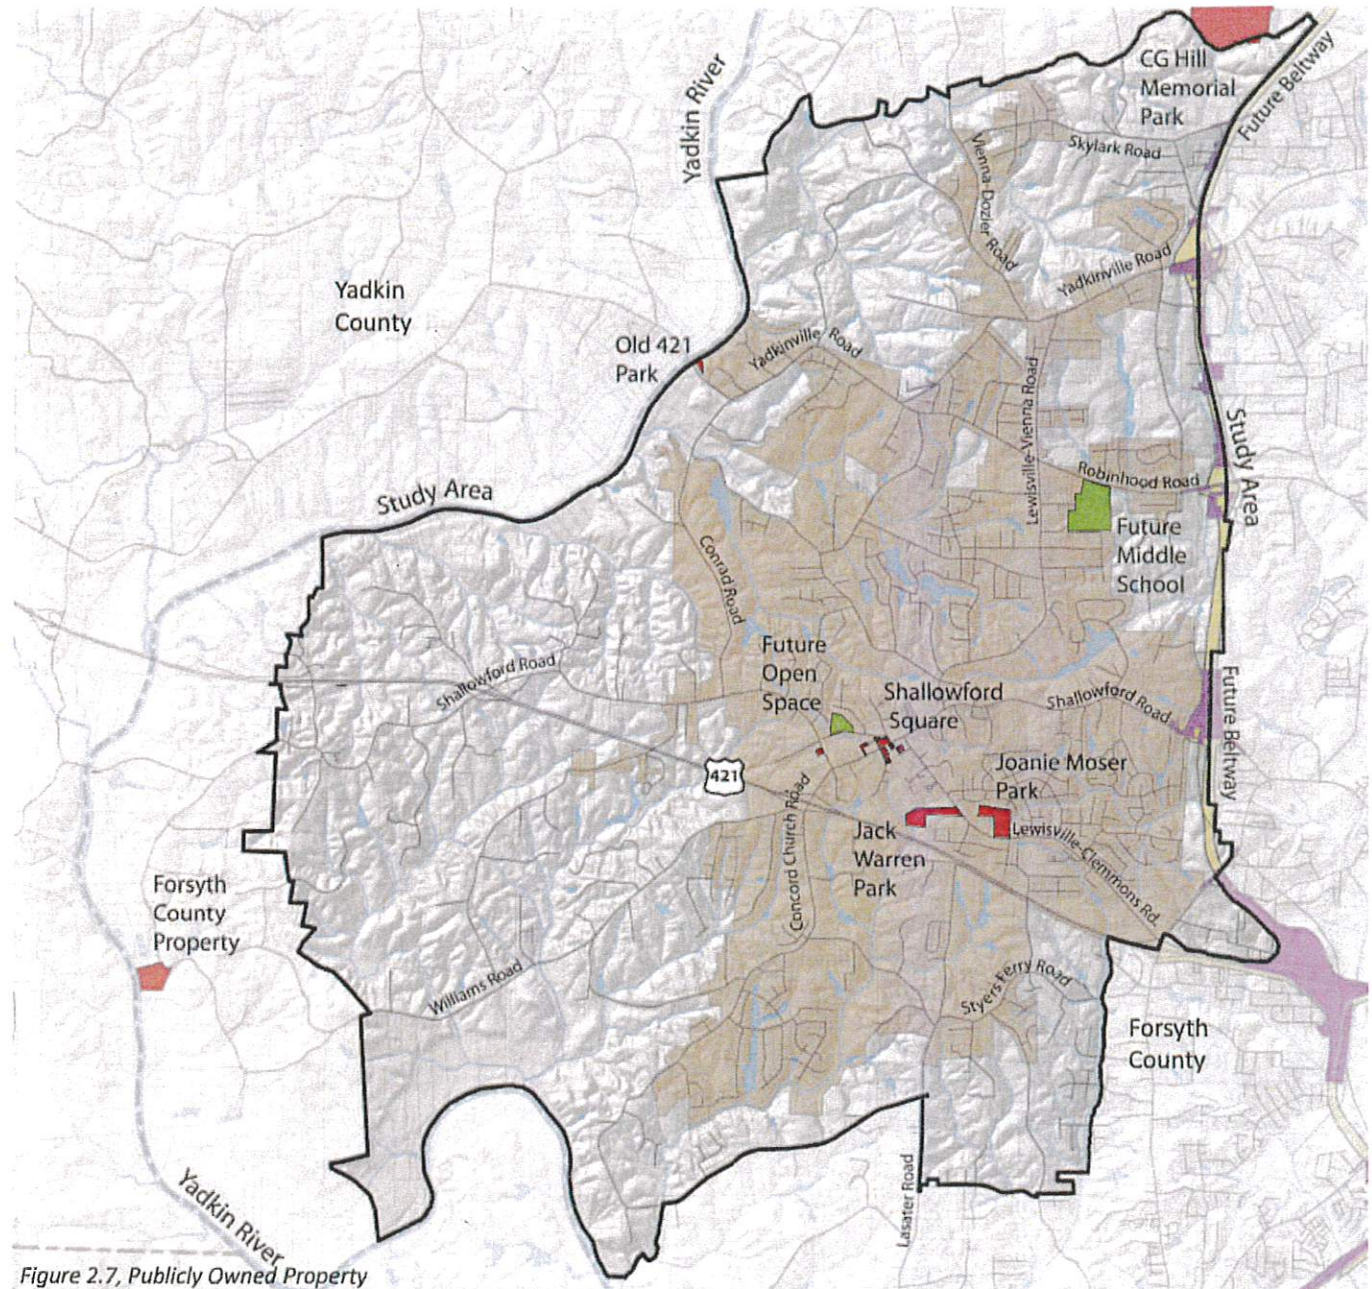 CG Hill
Memorial
Park
Future Beltway
Yadkin River
Skylark Road
Vienna-Dozier Road
Yadkinville Road
Yadkin
County
Old 421
Park
Yadkinville Road
Lewisville-Vienna Road
Study Area
Robinhood Road
Study Area
Future
Middle
School
Conrad Road
Future
Open
Space
Shallowford Road
Shallowford
Square
Shallowford Road
Future Beltway
421
Joanie Moser
Park
Concord Church Road
Jack
Warren
Park
Lewisville-Clemmons Rd.
Forsyth
County
Property
Williams Road
Styers Ferry Road
Forsyth
County
Lasater Road
Yadkin River
Figure 2.7, Publicly Owned Property